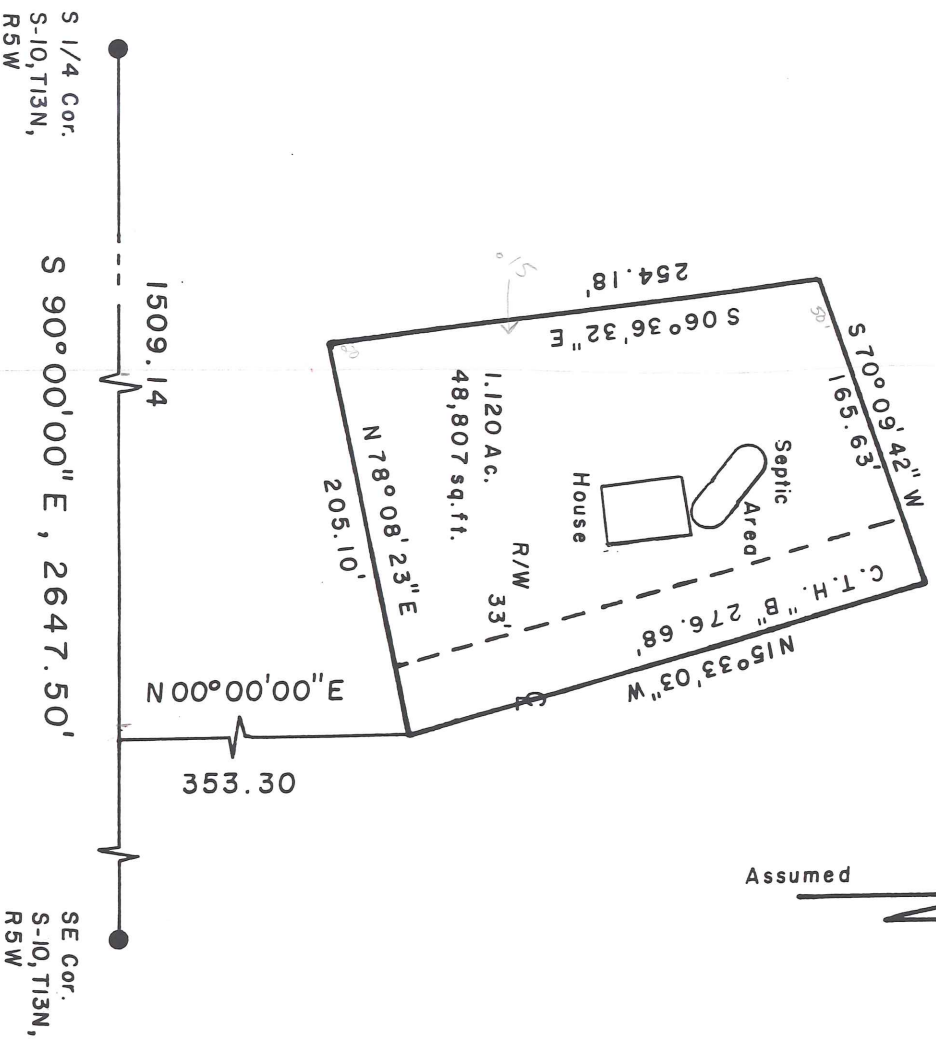 S 1/4 Cor.
S-10,T13N,
R5W
S 90°00'00"E , 2647.50'
1509.14
SE Cor.
S-10,T13N,
R5W
N 00°00'00"E
353.30
254.18'
S 06°36'32"E
S 70°09'42" W
165.63'
50'
.15
1.120 Ac.
48,807 sq.ft.
N 78°08'23"E
205.10'
Septic
Area
House
R/W
33'
C.T.H. "B" 276.68'
N15°33'03"W
Assumed